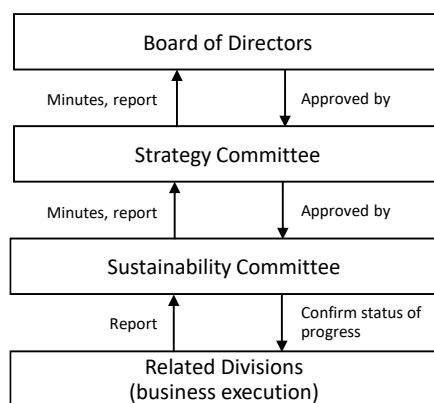 Board of Directors
Minutes, report
Approved by
Strategy Committee
Minutes, report
Approved by
Sustainability Committee
Report
Confirm status of
progress
Related Divisions
(business execution)